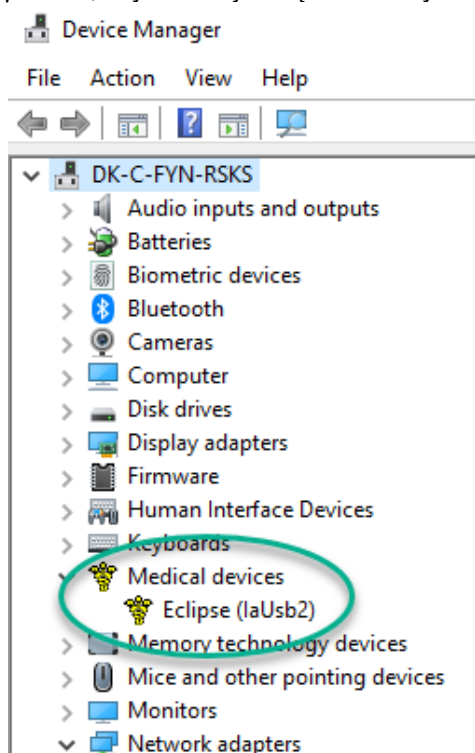 Device Manager
File Action View Help
DK-C-FYN-RSKS
Audio inputs and outputs
Batteries
Biometric devices
Bluetooth
Cameras
Computer
Disk drives
Display adapters
Firmware
Human Interface Devices
Keyboards
Medical devices
Eclipse (IaUsb2)
Memory technology devices
Mice and other pointing devices
Monitors
Network adapters